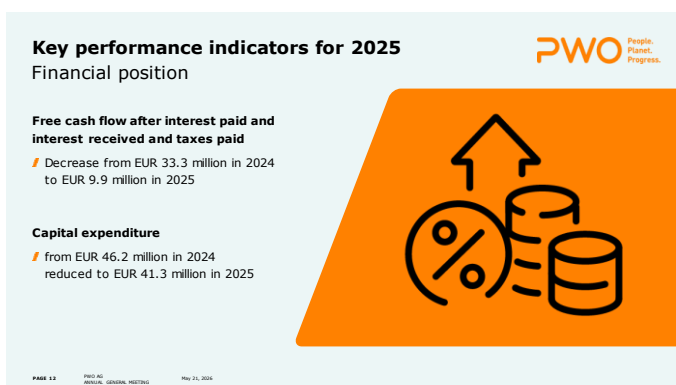 Key performance indicators for 2025
Financial position
PWO
People.
Planet.
Progress.
Free cash flow after interest paid and
interest received and taxes paid
Decrease from EUR 33.3 million in 2024
to EUR 9.9 million in 2025
Capital expenditure
from EUR 46.2 million in 2024
reduced to EUR 41.3 million in 2025
PAGE 12
PWO AG
ANNUAL GENERAL MEETING
May 21, 2026